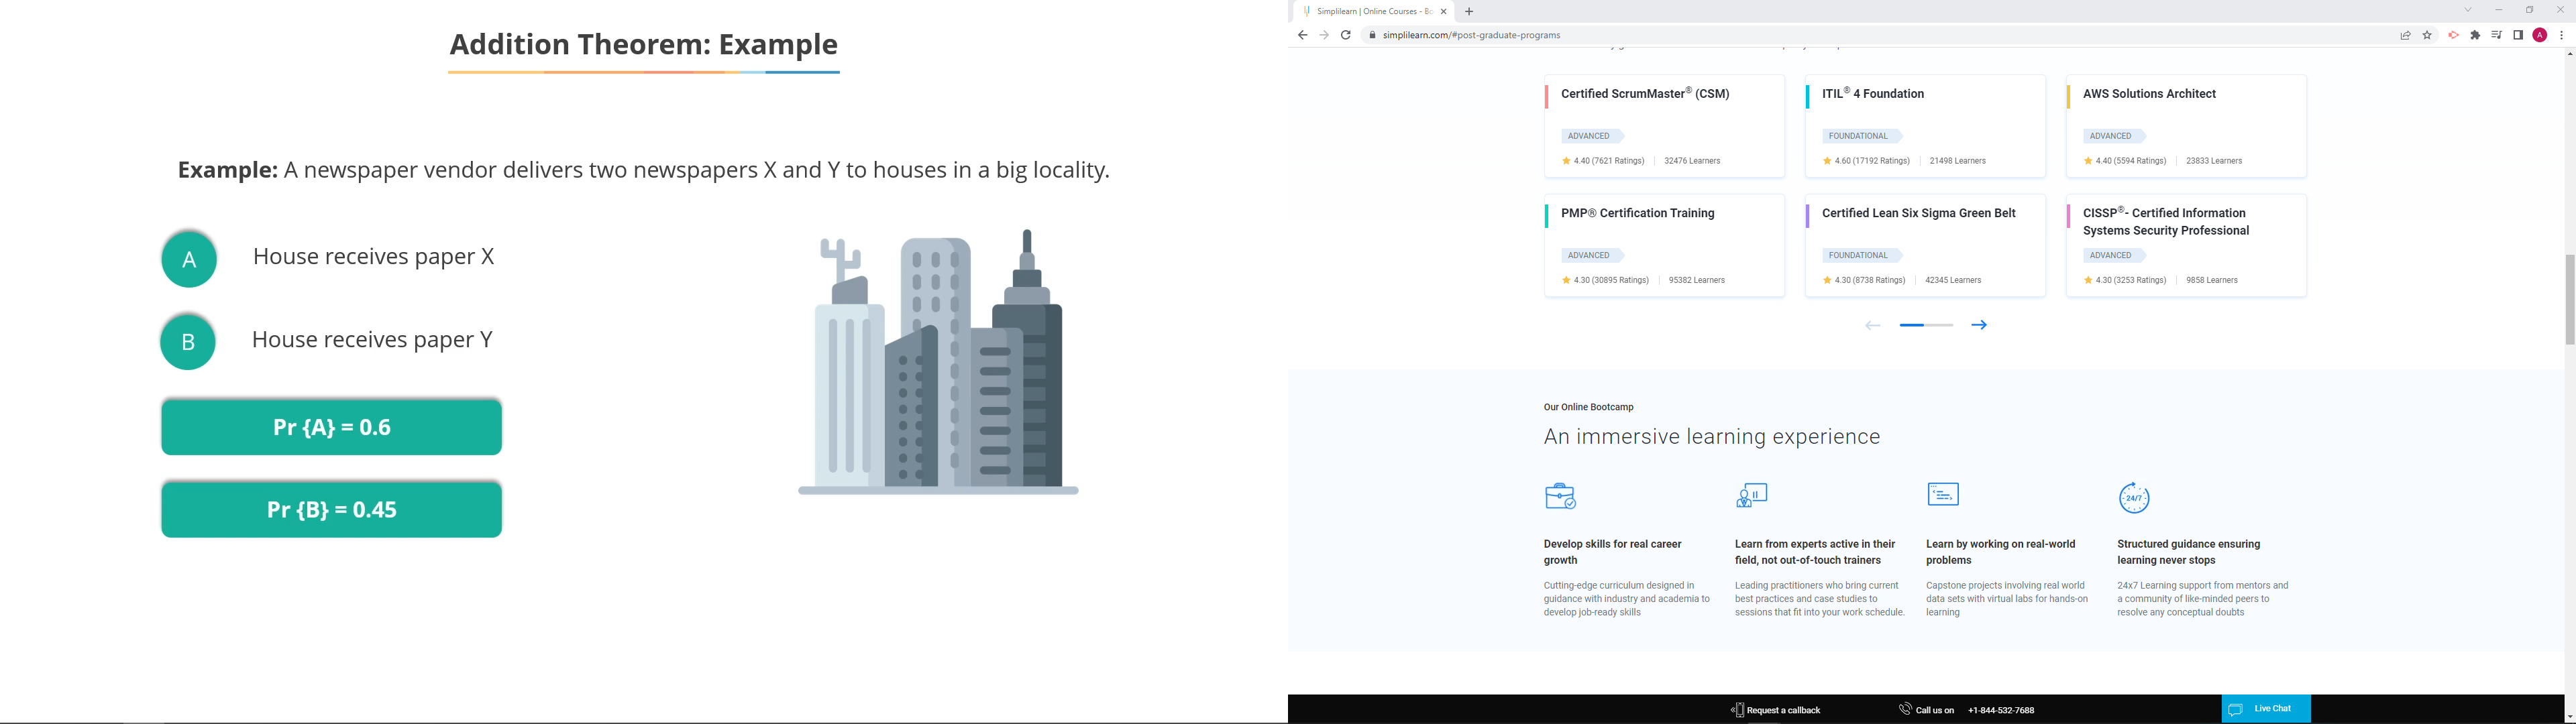 Addition Theorem: Example
Example: A newspaper vendor delivers two newspapers X and Y to houses in a big locality.
A House receives paper X
B House receives paper Y
Pr {A} = 0.6
Pr {B} = 0.45
Simplilearn | Online Courses - Bo
simplilearn.com/#post-graduate-programs
A
Certified ScrumMaster® (CSM)
ADVANCED
4.40 (7621 Ratings) 32476 Learners
ITIL® 4 Foundation
FOUNDATIONAL
4.60 (17192 Ratings) 21498 Learners
AWS Solutions Architect
ADVANCED
4.40 (5594 Ratings) 23833 Learners
PMP® Certification Training
ADVANCED
4.30 (30895 Ratings) 95382 Learners
Certified Lean Six Sigma Green Belt
FOUNDATIONAL
4.30 (8738 Ratings) 42345 Learners
CISSP®- Certified Information
Systems Security Professional
ADVANCED
4.30 (3253 Ratings) 9858 Learners
Our Online Bootcamp
An immersive learning experience
Develop skills for real career
growth
Cutting-edge curriculum designed in
guidance with industry and academia to
develop job-ready skills
Learn from experts active in their
field, not out-of-touch trainers
Leading practitioners who bring current
best practices and case studies to
sessions that fit into your work schedule.
Learn by working on real-world
problems
Capstone projects involving real world
data sets with virtual labs for hands-on
learning
24/7
Structured guidance ensuring
learning never stops
24x7 Learning support from mentors and
a community of like-minded peers to
resolve any conceptual doubts
Request a callback
Call us on +1-844-532-7688
Live Chat